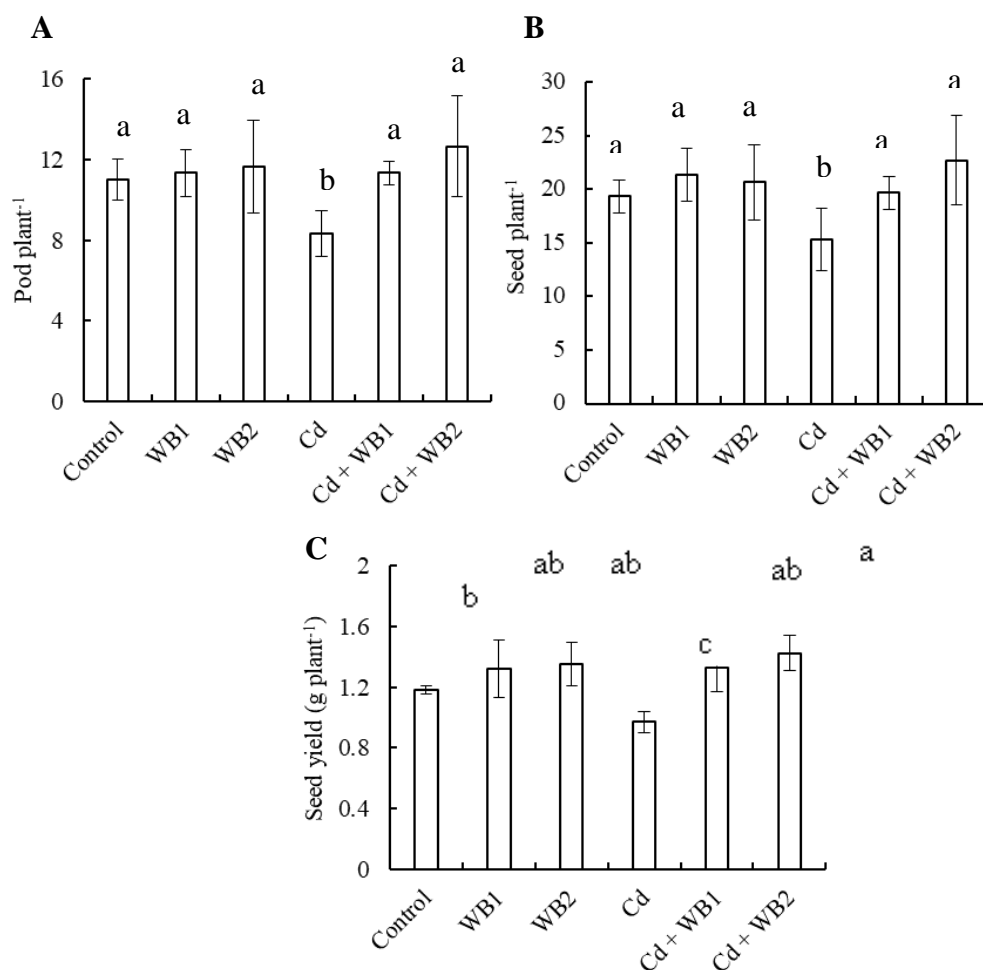 A
Pod plant⁻¹
16
12
8
4
0
a
a
a
b
a
a
Control
WB1
WB2
Cd
Cd + WB1
Cd + WB2
B
Seed plant⁻¹
30
25
20
15
10
5
0
a
a
a
b
a
a
Control
WB1
WB2
Cd
Cd + WB1
Cd + WB2
C
Seed yield (g plant⁻¹)
2
1.6
1.2
0.8
0.4
0
b
ab
ab
c
ab
a
Control
WB1
WB2
Cd
Cd + WB1
Cd + WB2